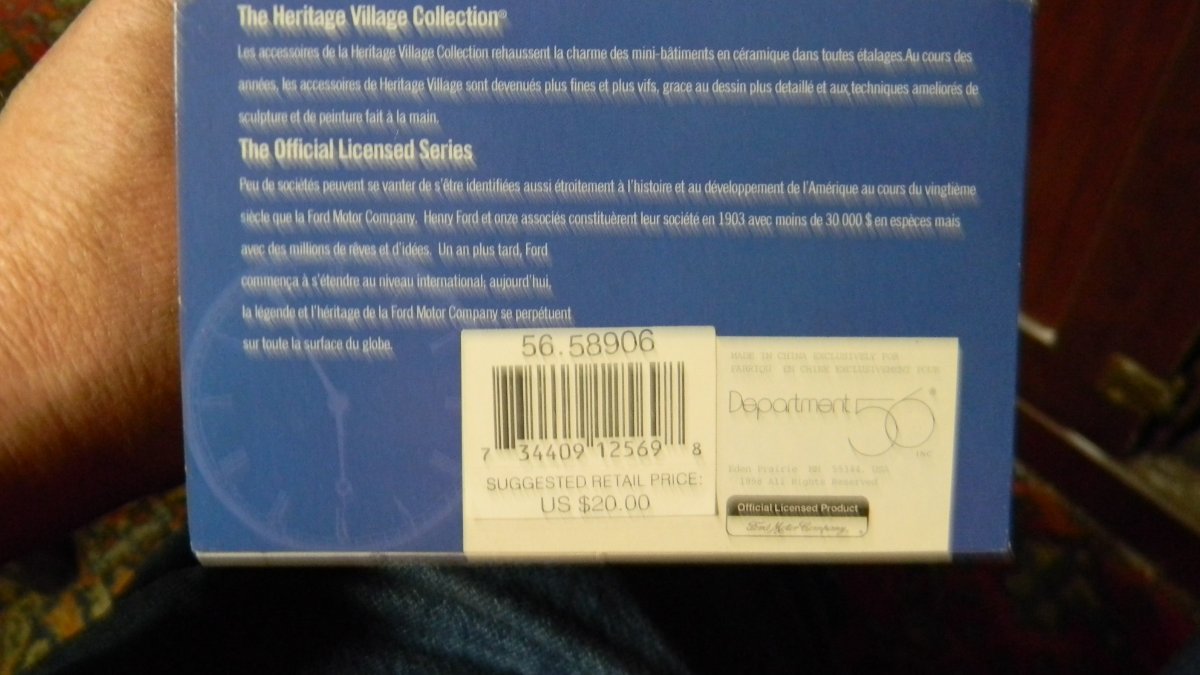 The Heritage Village Collection®
Les accessoires de la Heritage Village Collection rehaussent la charme des mini-bâtiments en céramique dans toutes étalages.Au cours des
années, les accessoires de Heritage Village sont devenués plus fines et plus vifs, grace au dessin plus detaillé et aux techniques ameliorés de
sculpture et de peinture fait à la main.
The Official Licensed Series
Peu de sociétés peuvent se vanter de s'être identifiées aussi étroitement à l'histoire et au développement de l'Amérique au cours du vingtième
siècle que la Ford Motor Company. Henry Ford et onze associés constituèrent leur société en 1903 avec moins de 30 000 $ en espèces mais
avec des millions de rêves et d'idées. Un an plus tard, Ford
commença à s'étendre au niveau international; aujourd'hui,
la légende et l'héritage de la Ford Motor Company se perpétuent
sur toute la surface du globe.
56.58906
7 34409 12569 8
SUGGESTED RETAIL PRICE:
US $20.00
MADE IN CHINA EXCLUSIVELY FOR
FABRIQU EN CHINE EXCLUSIVEMENT POUR
Department 56®
INC
Eden Prairie MN 55344, USA
1998 All Rights Reserved
Official Licensed Product
Ford Motor Company